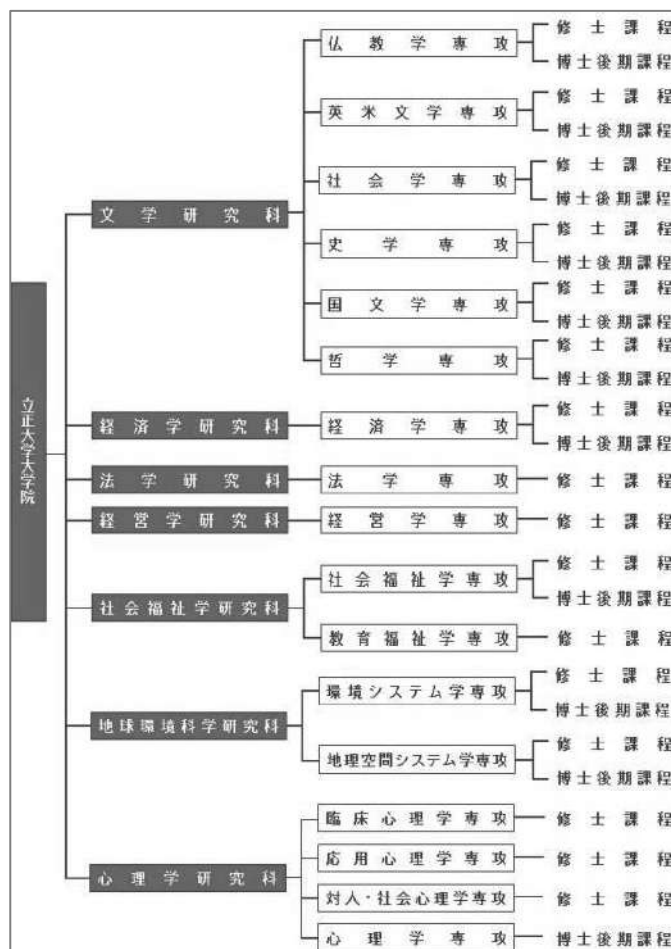 立正大学大学院
文学研究科
仏教学専攻
修士課程
博士後期課程
英米文学専攻
修士課程
博士後期課程
社会学専攻
修士課程
博士後期課程
史学専攻
修士課程
博士後期課程
国文学専攻
修士課程
博士後期課程
哲学専攻
修士課程
博士後期課程
経済学研究科
経済学専攻
修士課程
博士後期課程
法学研究科
法学専攻
修士課程
経営学研究科
経営学専攻
修士課程
社会福祉学研究科
社会福祉学専攻
修士課程
博士後期課程
教育福祉学専攻
修士課程
地球環境科学研究科
環境システム学専攻
修士課程
博士後期課程
地理空間システム学専攻
修士課程
博士後期課程
心理学研究科
臨床心理学専攻
修士課程
応用心理学専攻
修士課程
対人・社会心理学専攻
修士課程
心理学専攻
博士後期課程